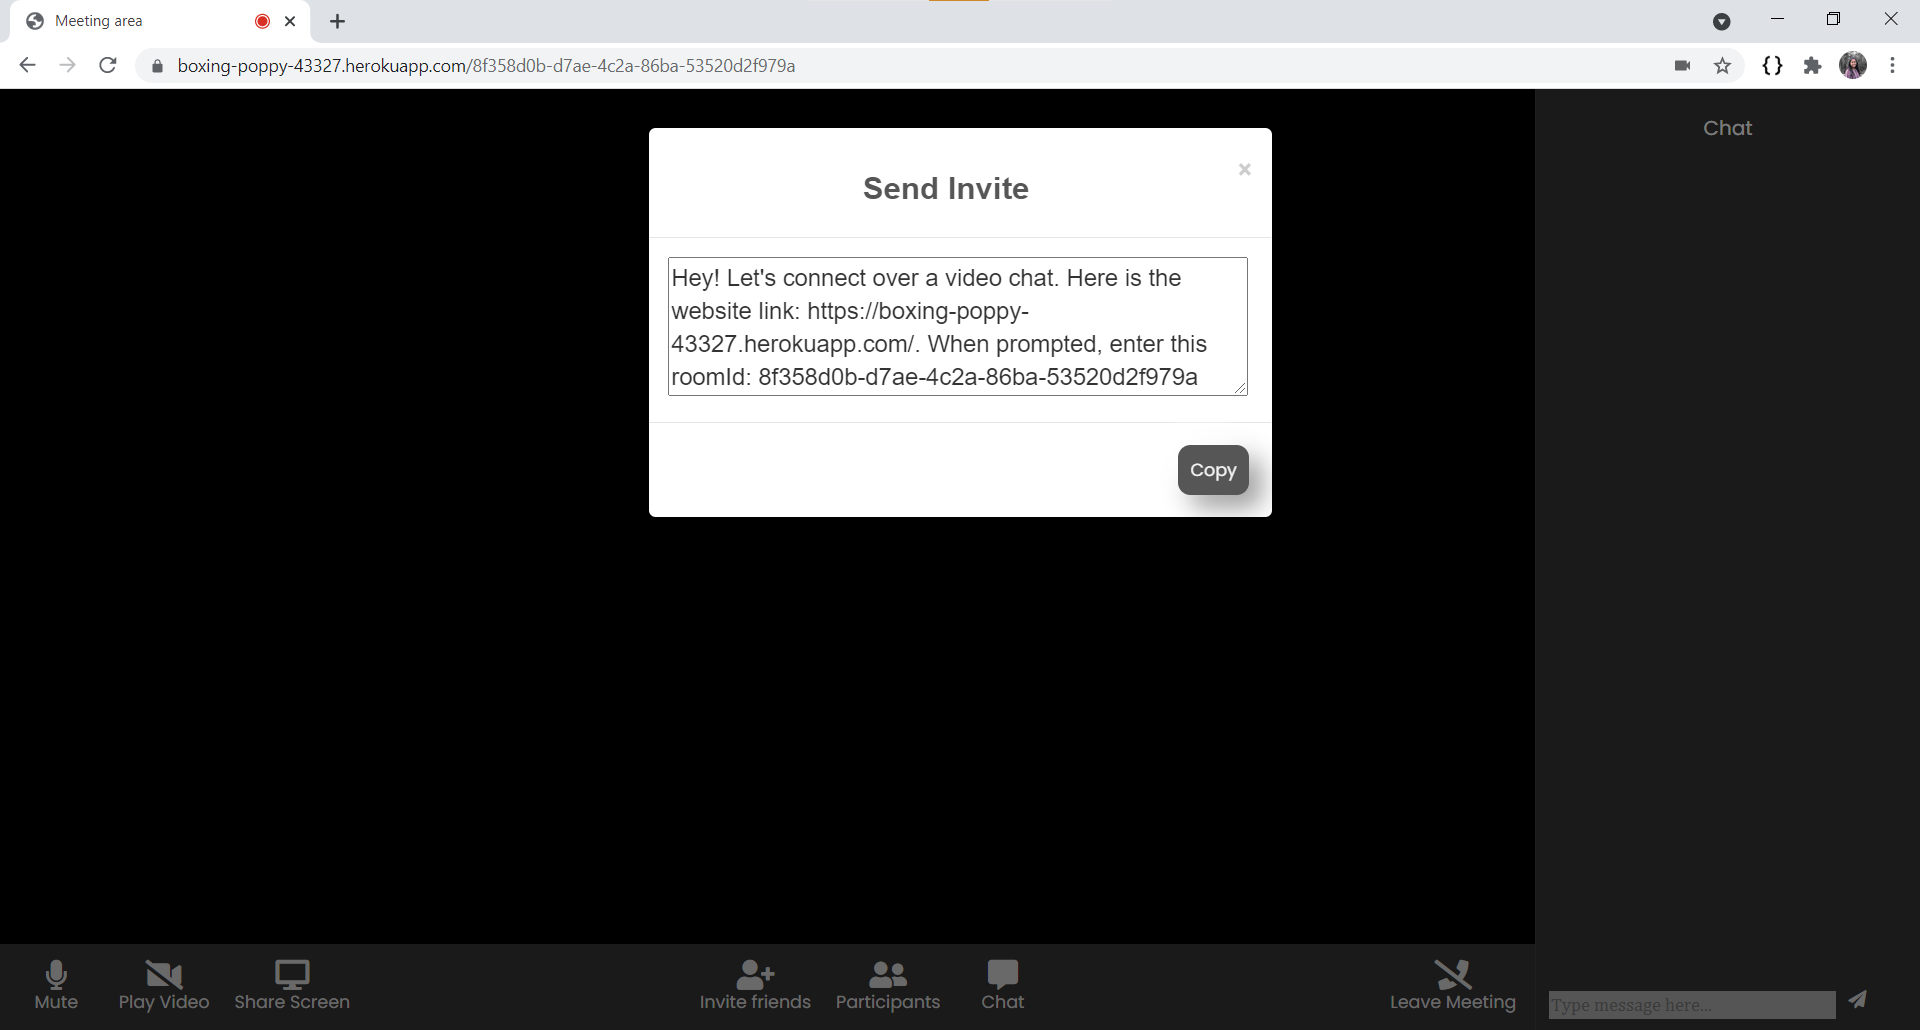 Meeting area
boxing-poppy-43327.herokuapp.com/8f358d0b-d7ae-4c2a-86ba-53520d2f979a
Chat
Send Invite
Hey! Let's connect over a video chat. Here is the
website link: https://boxing-poppy-
43327.herokuapp.com/. When prompted, enter this
roomId: 8f358d0b-d7ae-4c2a-86ba-53520d2f979a
Copy
Mute
Play Video
Share Screen
Invite friends
Participants
Chat
Leave Meeting
Type message here...